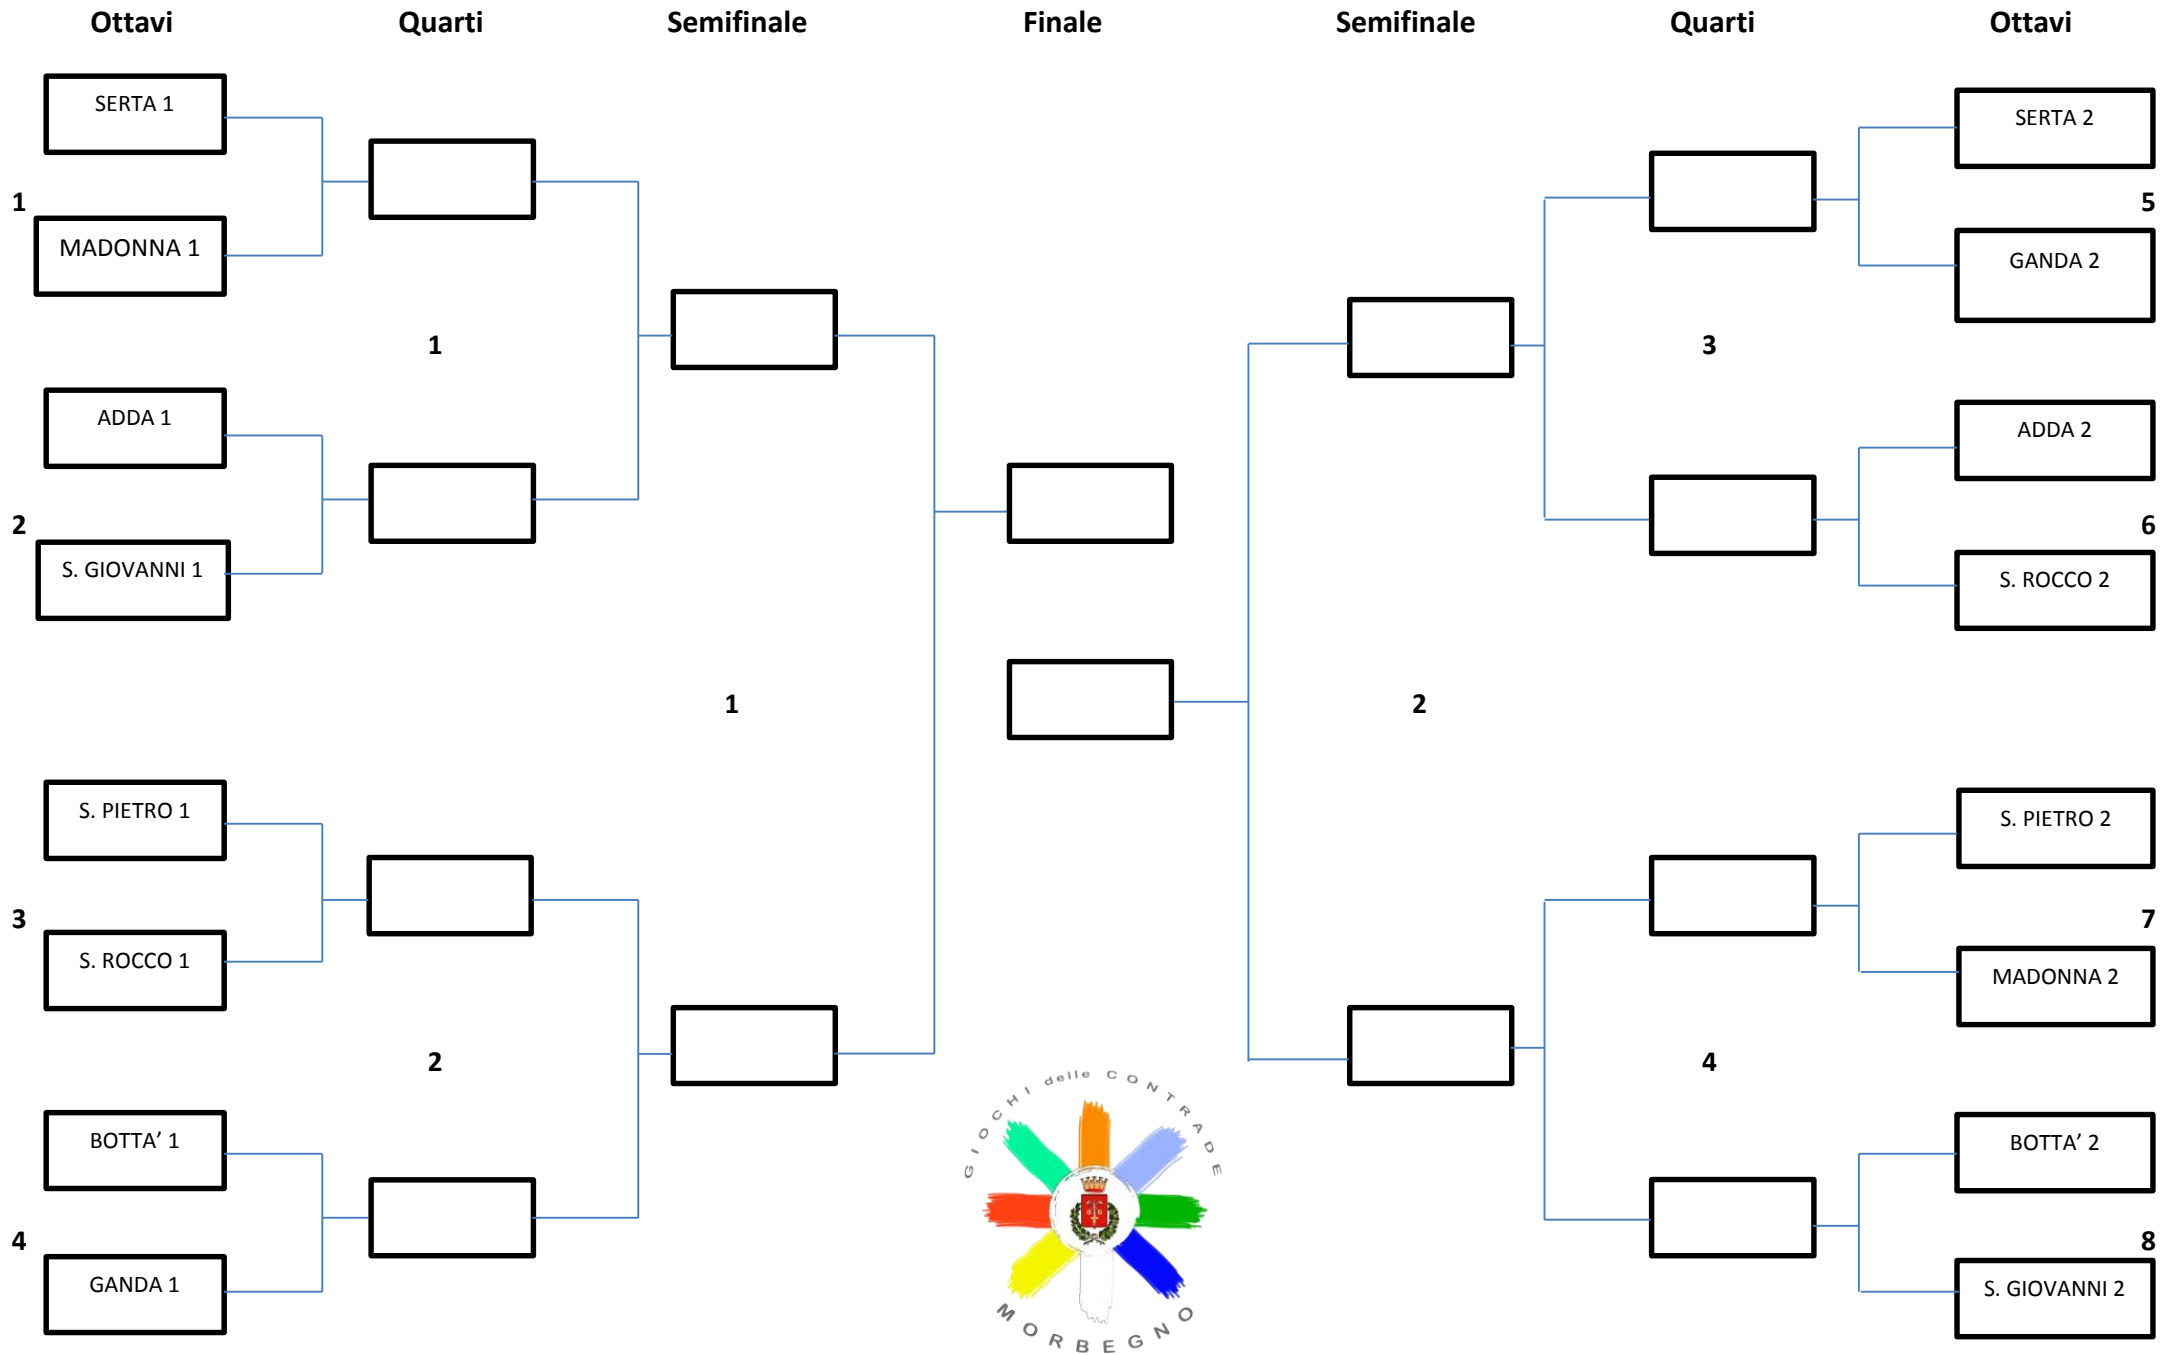 Ottavi Quarti Semifinale Finale Semifinale Quarti Ottavi
SERTA 1
SERTA 2
1
5
MADONNA 1
GANDA 2
1
3
ADDA 1
ADDA 2
2
6
S. GIOVANNI 1
S. ROCCO 2
1
2
S. PIETRO 1
S. PIETRO 2
3
7
S. ROCCO 1
MADONNA 2
2
4
GIOCHI delle CONTRADE
BOTTA’ 1
BOTTA’ 2
4
8
GANDA 1
S. GIOVANNI 2
MORBEGNO